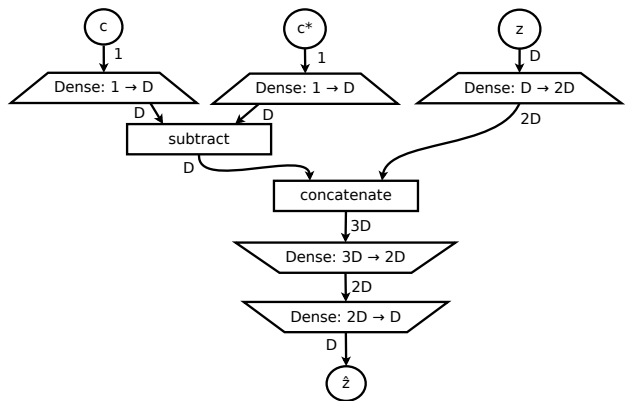 c
c*
z
1
1
D
Dense: 1 → D
Dense: 1 → D
Dense: D → 2D
D
D
2D
subtract
D
concatenate
3D
Dense: 3D → 2D
2D
Dense: 2D → D
D
ẑ